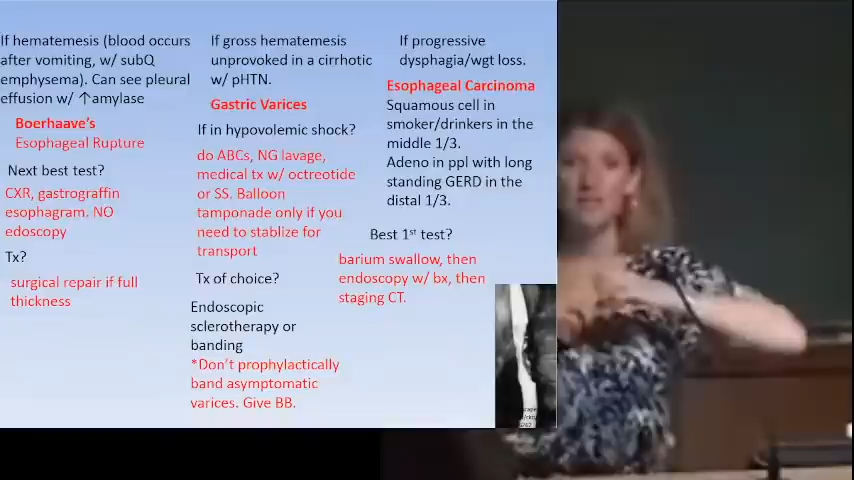 If hematemesis (blood occurs
after vomiting, w/ subQ
emphysema). Can see pleural
effusion w/ ↑amylase
Boerhaave's
Esophageal Rupture
Next best test?
CXR, gastrograffin
esophagram. NO
edoscopy
Tx?
surgical repair if full
thickness
If gross hematemesis
unprovoked in a cirrhotic
w/ pHTN.
Gastric Varices
If in hypovolemic shock?
do ABCs, NG lavage,
medical tx w/ octreotide
or SS. Balloon
tamponade only if you
need to stablize for
transport
Tx of choice?
Endoscopic
sclerotherapy or
banding
*Don't prophylactically
band asymptomatic
varices. Give BB.
If progressive
dysphagia/wgt loss.
Esophageal Carcinoma
Squamous cell in
smoker/drinkers in the
middle 1/3.
Adeno in ppl with long
standing GERD in the
distal 1/3.
Best 1st test?
barium swallow, then
endoscopy w/ bx, then
staging CT.